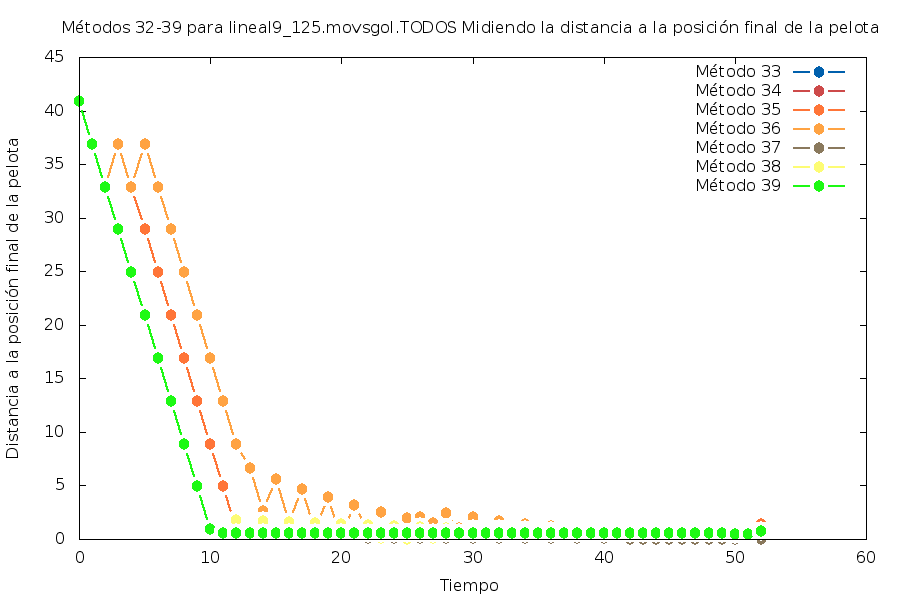 Métodos 32-39 para lineal9_125.movsgol.TODOS Midiendo la distancia a la posición final de la pelota
45
40
35
30
25
20
15
10
5
0
Distancia a la posición final de la pelota
Método 33
Método 34
Método 35
Método 36
Método 37
Método 38
Método 39
0 10 20 30 40 50 60
Tiempo